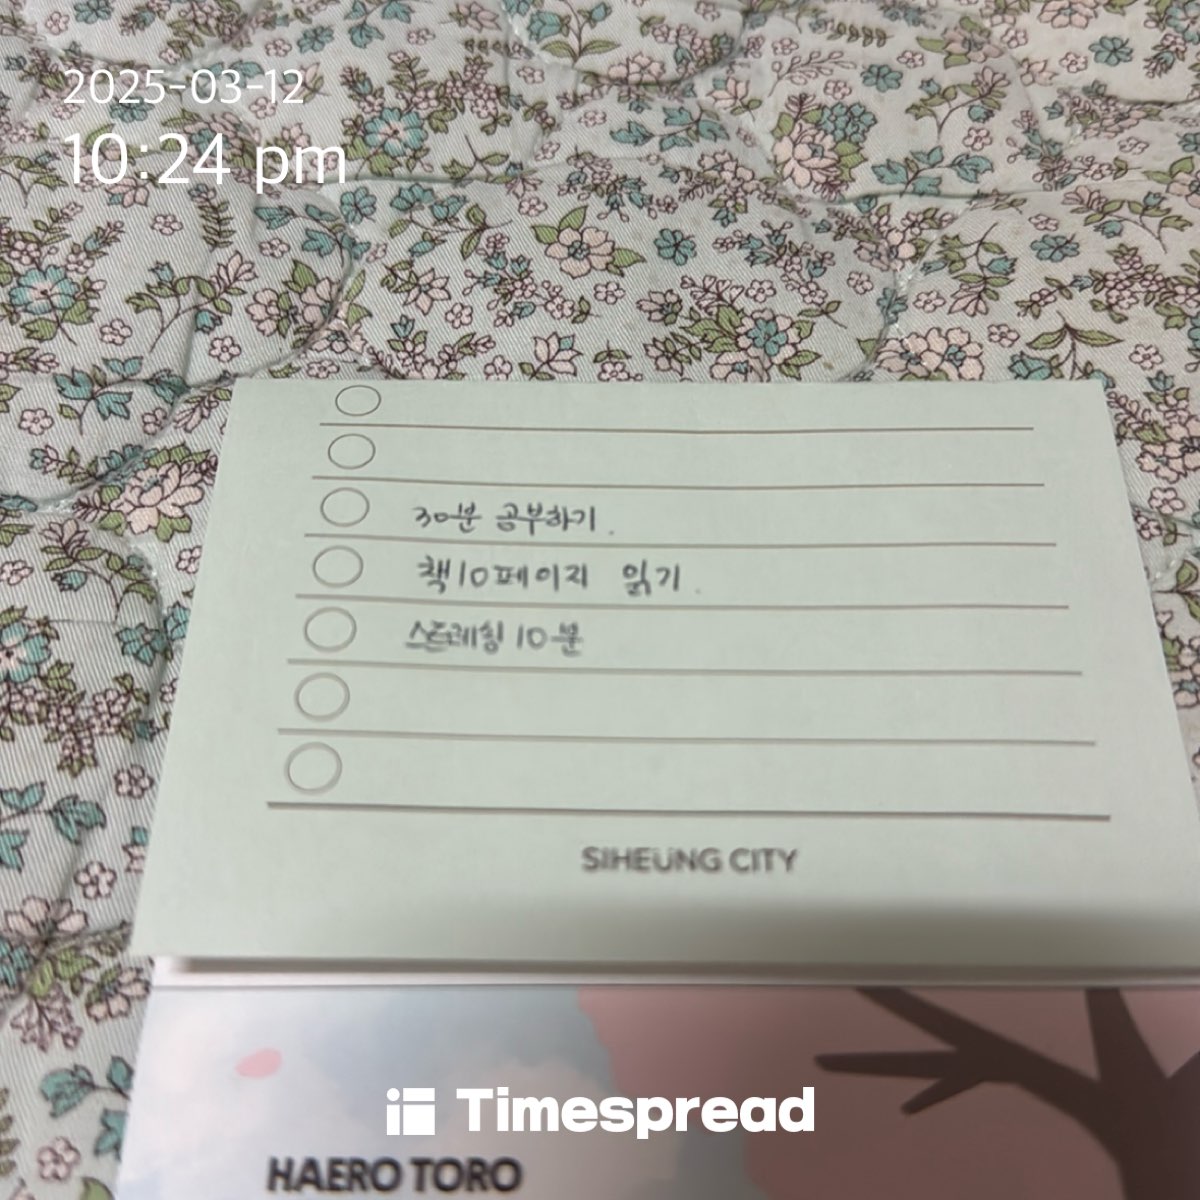 2025-03-12
10:24 pm
30분 공부하기.
책10페이지 읽기.
스트레칭 10분
SIHEUNG CITY
Timespread
HAERO TORO